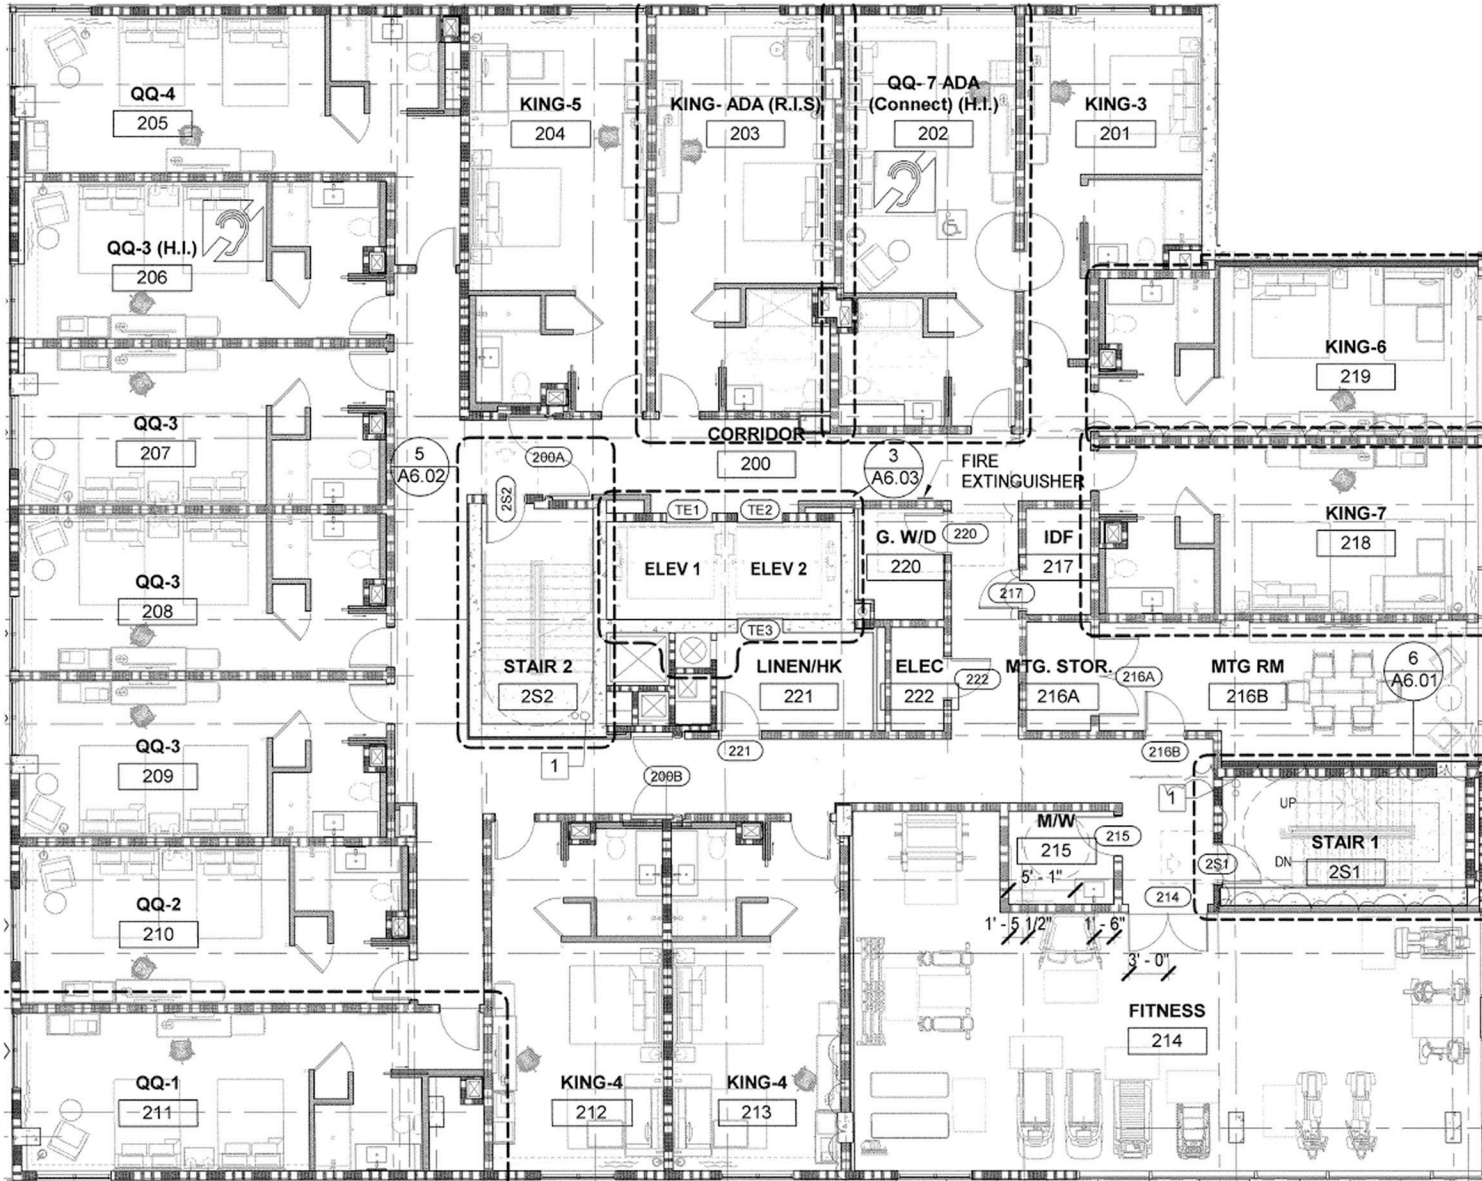 QQ-4
205
KING-5
204
KING- ADA (R.I.S)
203
QQ- 7 ADA
(Connect) (H.I.)
202
KING-3
201
QQ-3 (H.I.)
206
KING-6
219
QQ-3
207
5
A6.02
200A
2S2
CORRIDOR
200
3
A6.03
FIRE
EXTINGUISHER
KING-7
218
TE1
TE2
G. W/D
220
220
IDF
217
217
ELEV 1
ELEV 2
TE3
QQ-3
208
STAIR 2
2S2
LINEN/HK
221
ELEC
222
222
MTG. STOR.
216A
216A
MTG RM
216B
6
A6.01
QQ-3
209
1
200B
221
216B
1
UP
DN
STAIR 1
2S1
2S1
M/W
215
215
5' - 1"
214
1' - 5 1/2"
1' - 6"
3' - 0"
QQ-2
210
FITNESS
214
QQ-1
211
KING-4
212
KING-4
213